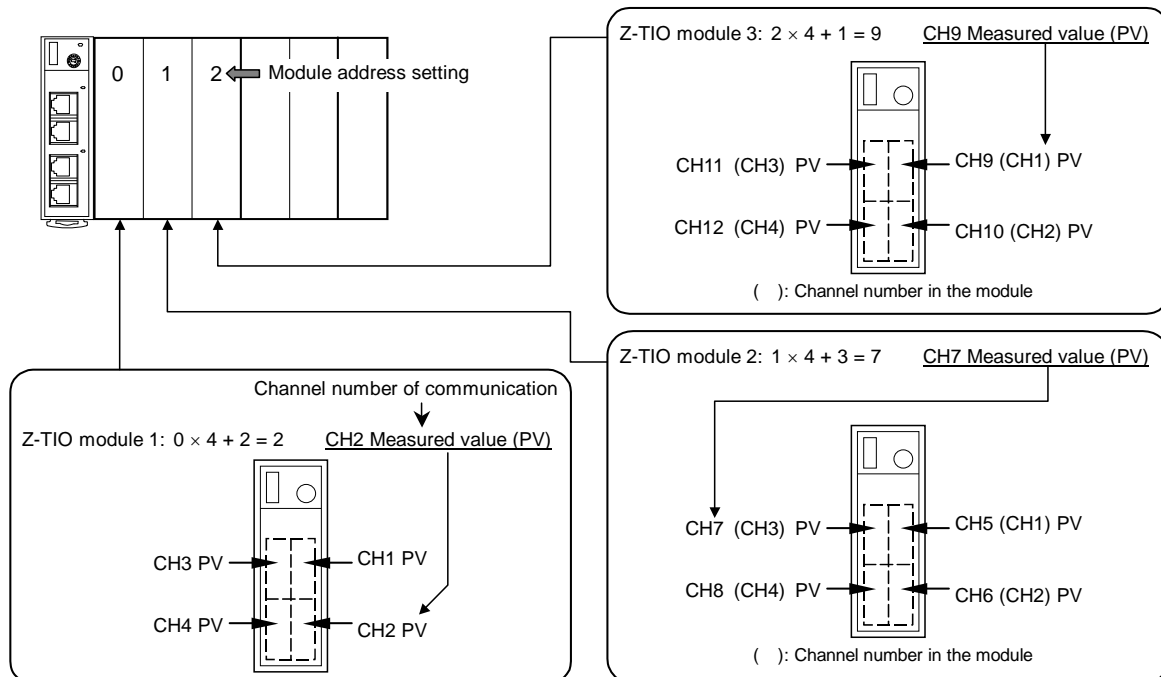 0 1 2 Module address setting
Z-TIO module 3: 2 × 4 + 1 = 9 CH9 Measured value (PV)
CH11 (CH3) PV CH9 (CH1) PV
CH12 (CH4) PV CH10 (CH2) PV
( ): Channel number in the module
Z-TIO module 2: 1 × 4 + 3 = 7 CH7 Measured value (PV)
CH7 (CH3) PV CH5 (CH1) PV
CH8 (CH4) PV CH6 (CH2) PV
( ): Channel number in the module
Channel number of communication
Z-TIO module 1: 0 × 4 + 2 = 2 CH2 Measured value (PV)
CH3 PV CH1 PV
CH4 PV CH2 PV